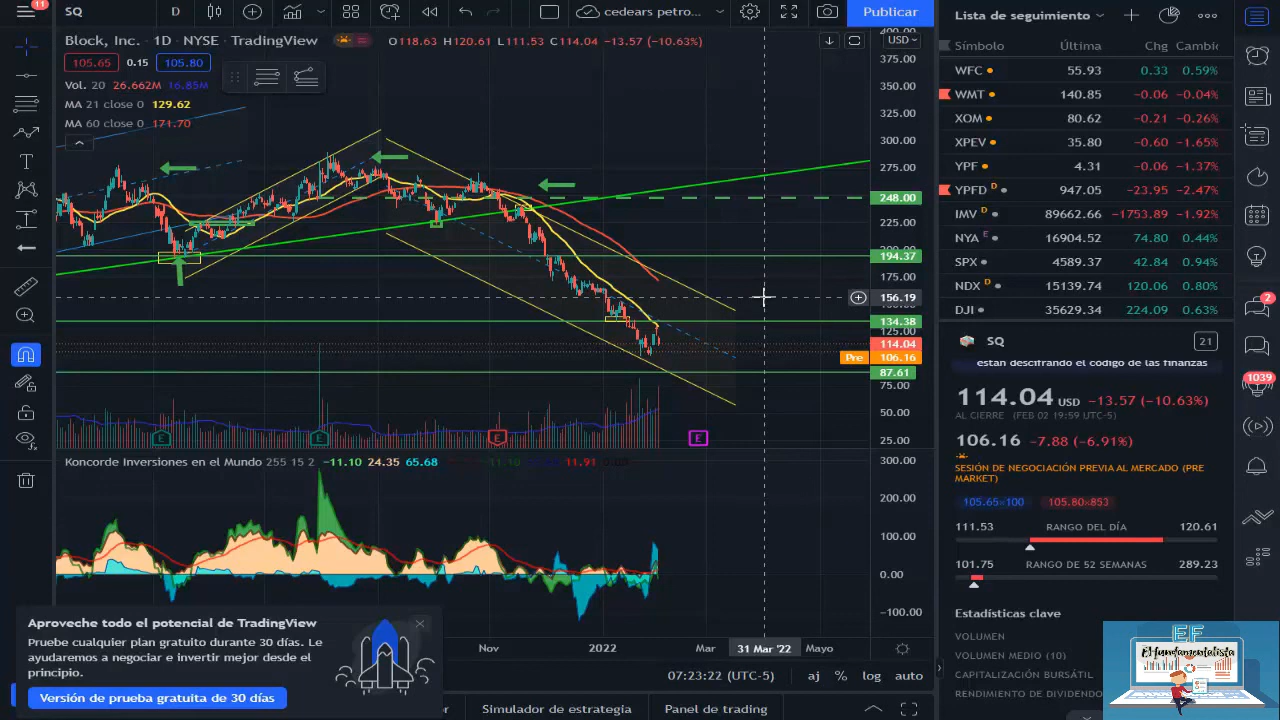 11
SQ
D
cedears petro...
Publicar
Block, Inc. • 1D • NYSE • TradingView
O118.63 H120.61 L111.53 C114.04 −13.57 (−10.63%)
USD
105.65 0.15 105.80
Vol. 20 26.662M 16.85M
MA 21 close 0 129.62
MA 60 close 0 171.70
400.00
375.00
350.00
325.00
300.00
275.00
248.00
225.00
200.00
194.37
175.00
156.19
134.38
125.00
114.04
Pre 106.16
87.61
75.00
50.00
25.00
E E E E
Koncorde Inversiones en el Mundo 255 15 2 −11.10 24.35 65.68 11.91
300.00
200.00
100.00
0.00
−100.00
Nov 2022 Mar 31 Mar '22 Mayo
07:23:22 (UTC-5) aj % log auto
Panel de trading
Aproveche todo el potencial de TradingView
Pruebe cualquier plan gratuito durante 30 días. Le
ayudaremos a negociar e invertir mejor desde el
principio.
Versión de prueba gratuita de 30 días
Lista de seguimiento
Símbolo Última Chg Cambio
WFC 55.93 0.33 0.59%
WMT 140.85 −0.06 −0.04%
XOM 80.62 −0.21 −0.26%
XPEV 35.80 −0.60 −1.65%
YPF 4.31 −0.06 −1.37%
YPFD D 947.05 −23.95 −2.47%
IMV D 89662.66 −1753.89 −1.92%
NYA E 16904.52 74.80 0.44%
SPX 4589.37 42.84 0.94%
NDX D 15139.74 120.06 0.80%
DJI 35629.34 224.09 0.63%
SQ 21
están descifrando el código de las finanzas
114.04 USD −13.57 (−10.63%)
AL CIERRE (FEB 02 19:59 UTC-5)
106.16 −7.88 (−6.91%)
SESIÓN DE NEGOCIACIÓN PREVIA AL MERCADO (PRE
MARKET)
105.65×100 105.80×853
111.53 RANGO DEL DÍA 120.61
101.75 RANGO DE 52 SEMANAS 289.23
Estadísticas clave
VOLUMEN
VOLUMEN MEDIO (10)
CAPITALIZACIÓN BURSÁTIL
RENDIMIENTO DE DIVIDENDO
2
1039
EF
ElFundamentalista